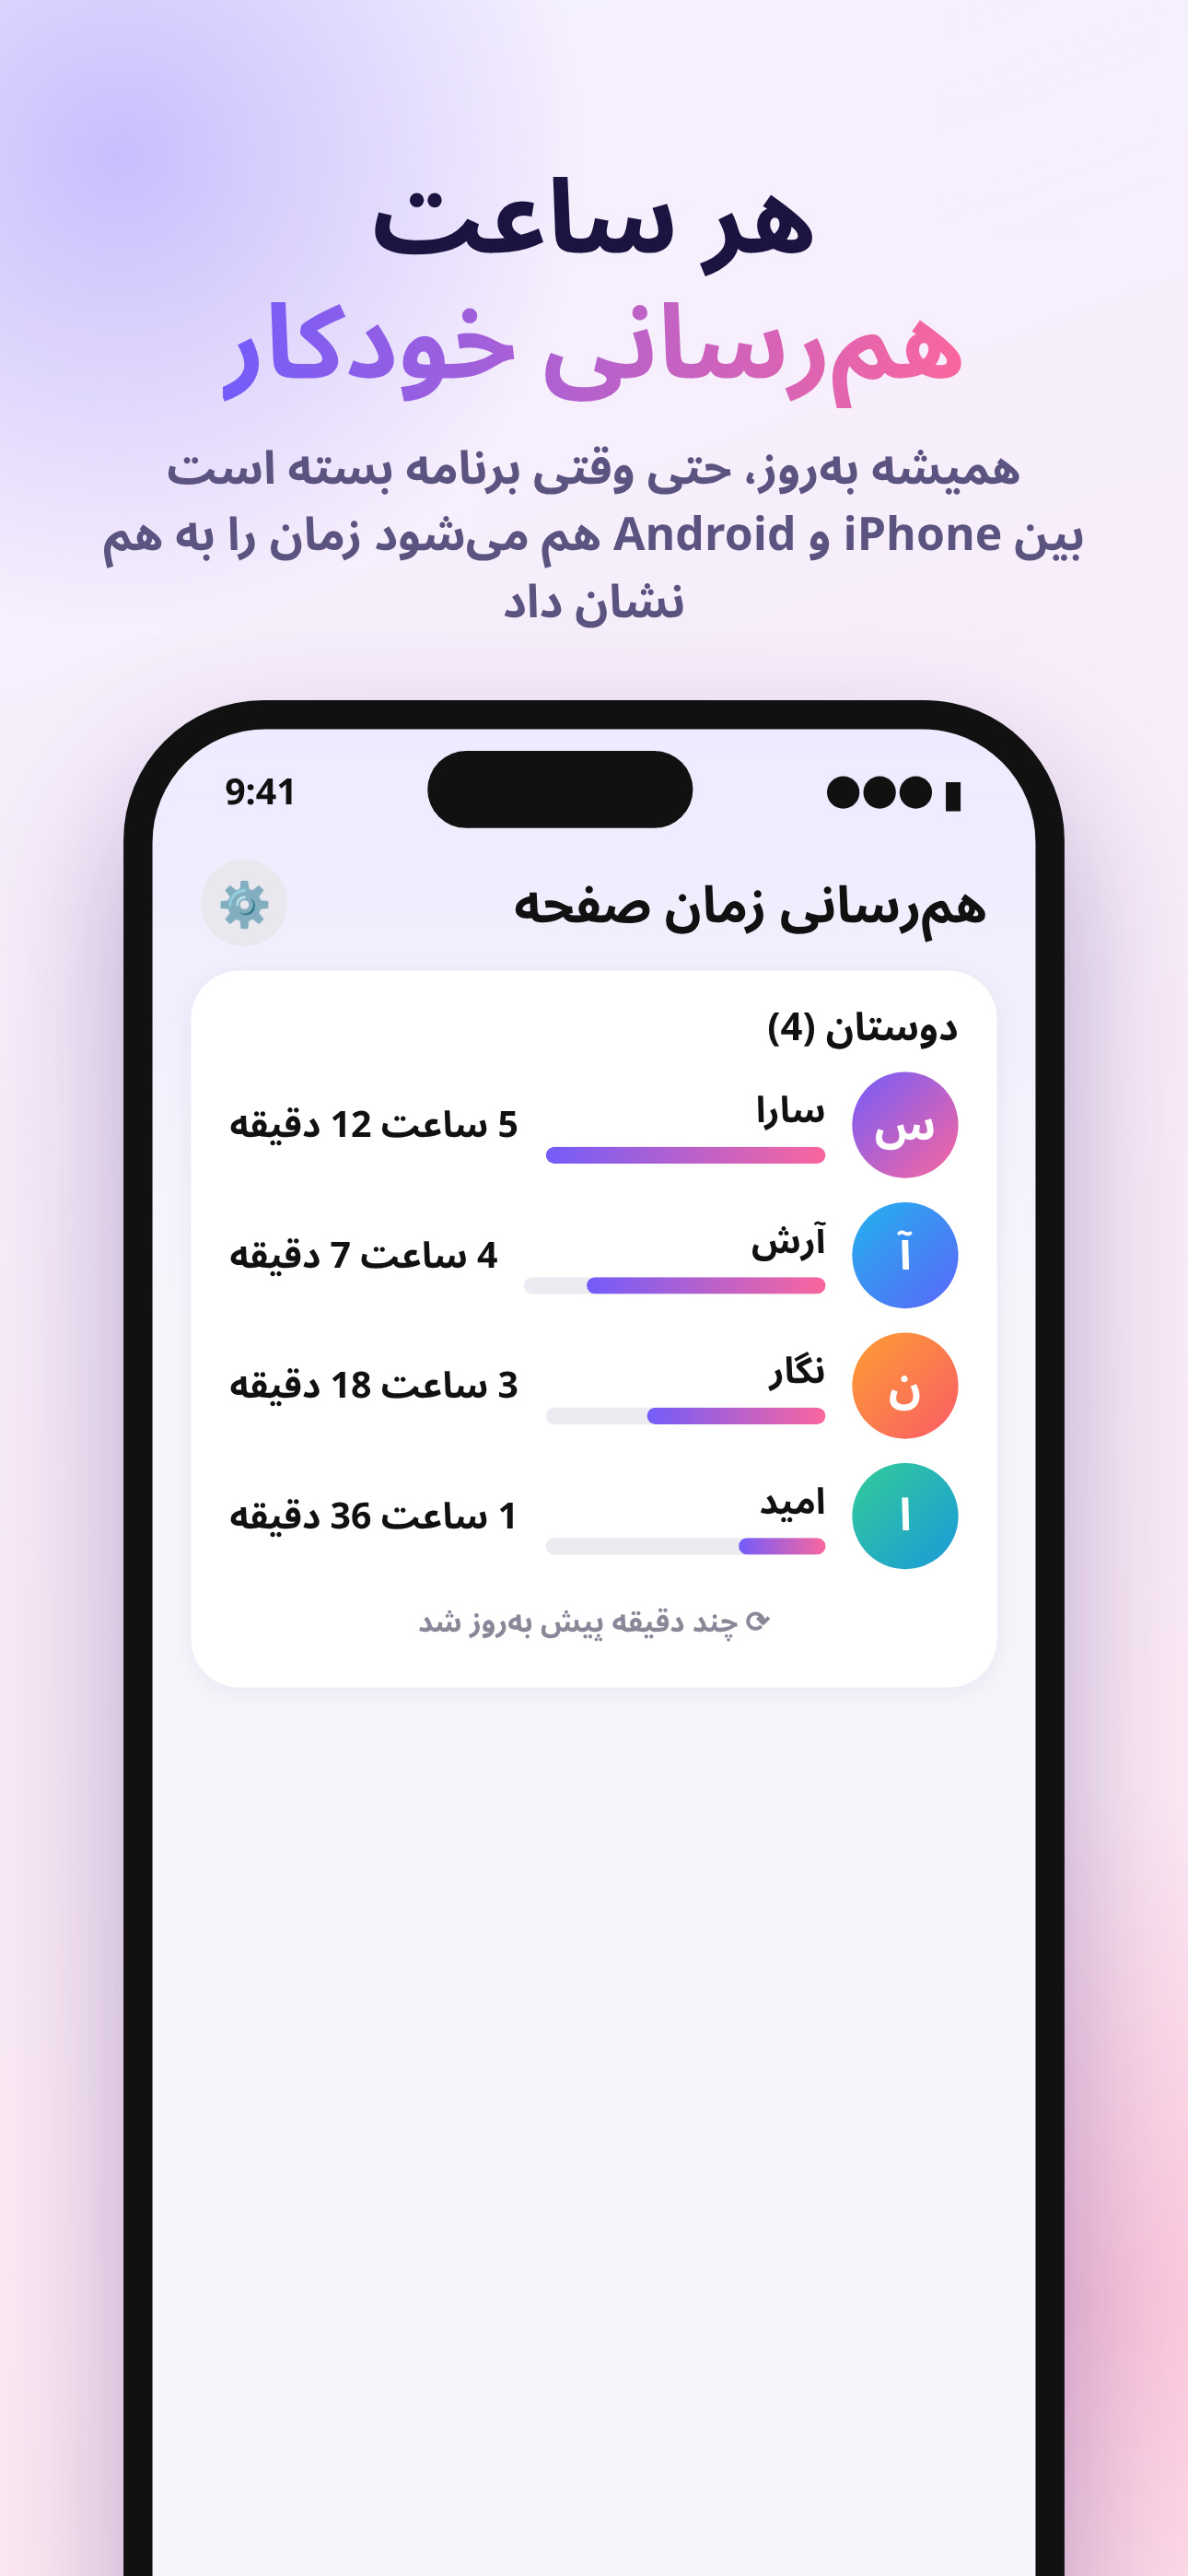 هر ساعت
هم‌رسانی خودکار
همیشه به‌روز، حتی وقتی برنامه بسته است
بین iPhone و Android هم می‌شود زمان را به هم
نشان داد
9:41
هم‌رسانی زمان صفحه
دوستان (4)
س
سارا
5 ساعت 12 دقیقه
آ
آرش
4 ساعت 7 دقیقه
ن
نگار
3 ساعت 18 دقیقه
ا
امید
1 ساعت 36 دقیقه
⟳ چند دقیقه پیش به‌روز شد